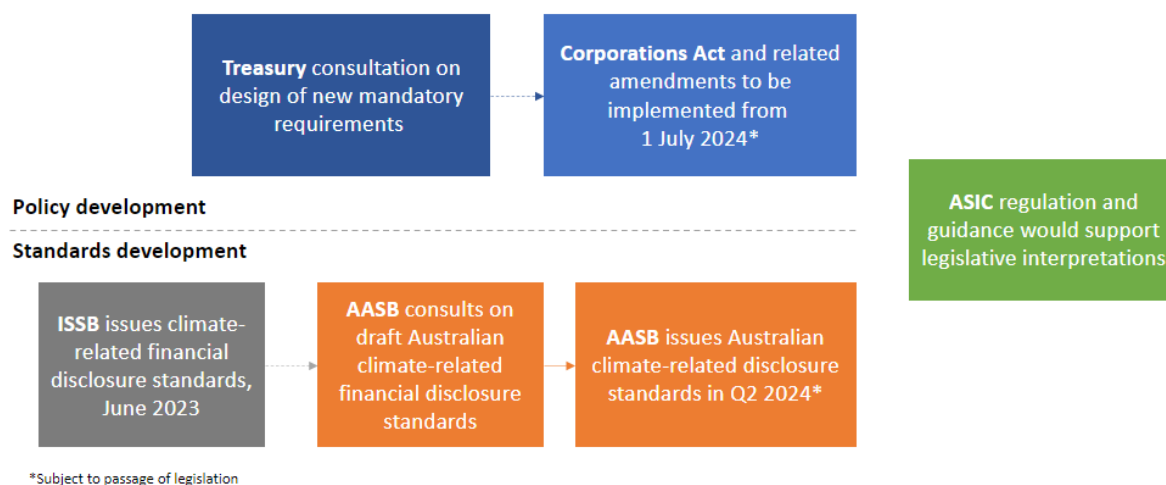 Treasury consultation on
design of new mandatory
requirements
Corporations Act and related
amendments to be
implemented from
1 July 2024*
ASIC regulation and
guidance would support
legislative interpretations
Policy development
Standards development
ISSB issues climate-
related financial
disclosure standards,
June 2023
AASB consults on
draft Australian
climate-related
financial disclosure
standards
AASB issues Australian
climate-related disclosure
standards in Q2 2024*
*Subject to passage of legislation